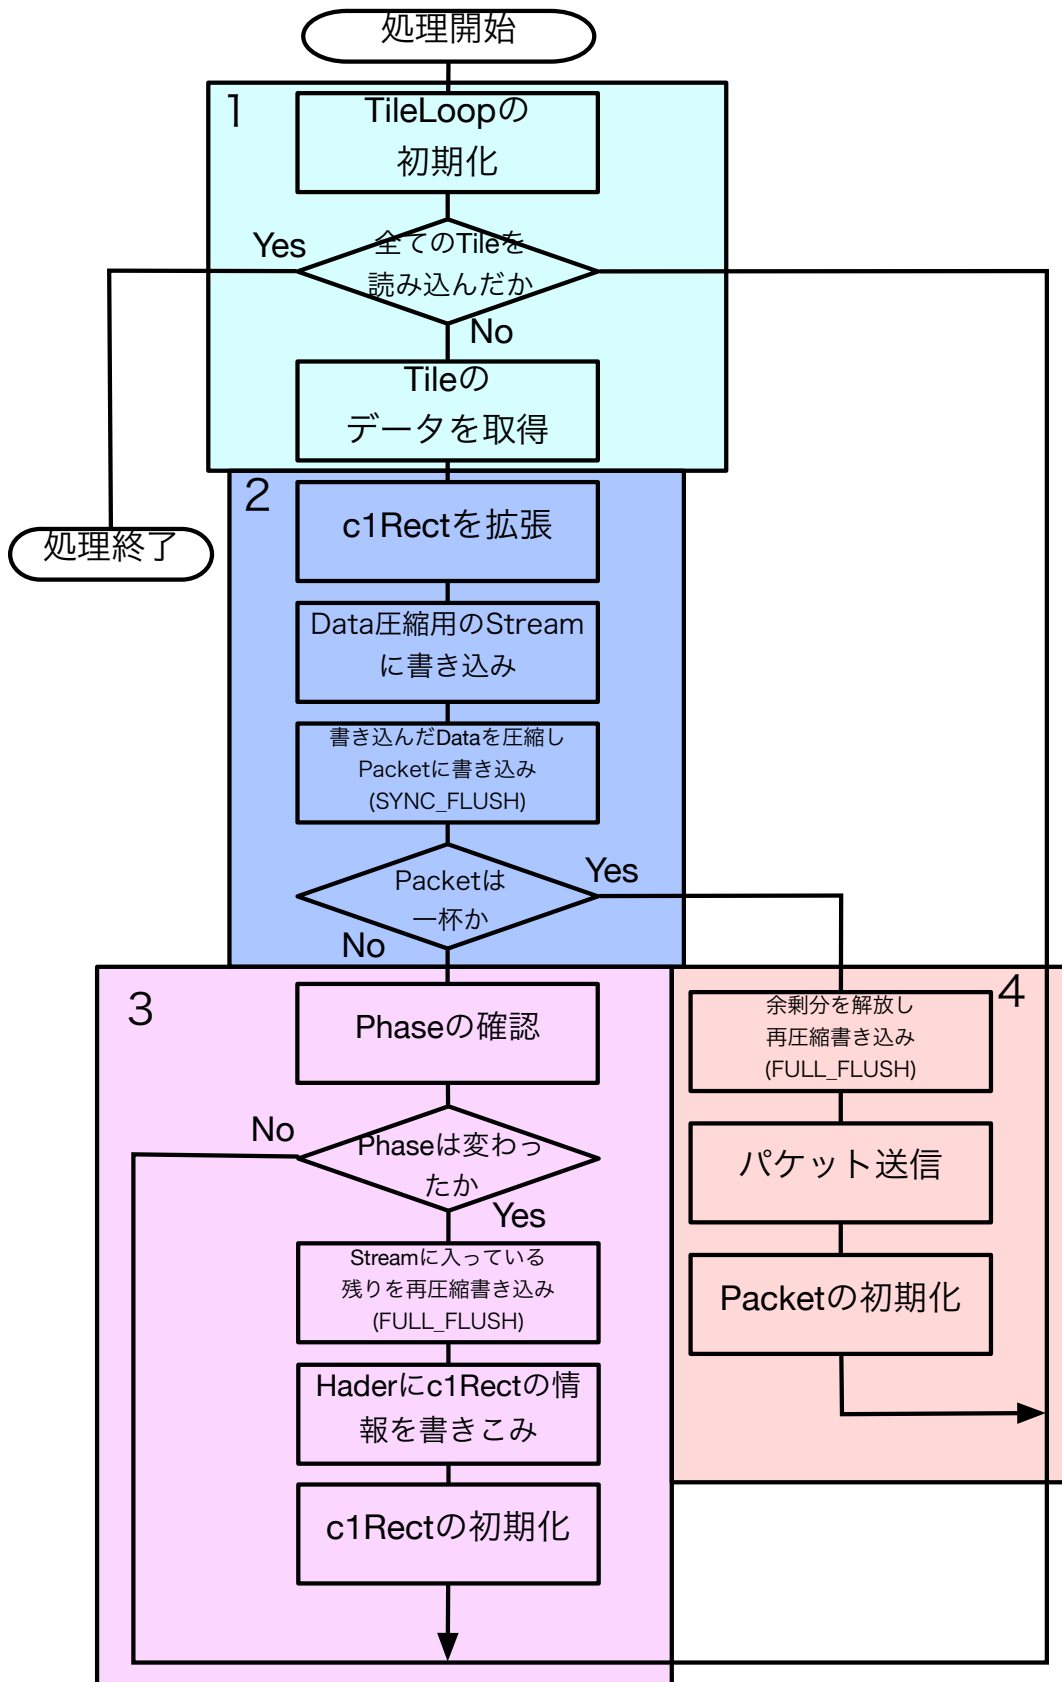 処理開始
1
TileLoopの
初期化
全てのTileを
読み込んだか
Yes
No
Tileの
データを取得
処理終了
2
c1Rectを拡張
Data圧縮用のStream
に書き込み
書き込んだDataを圧縮し
Packetに書き込み
(SYNC_FLUSH)
Packetは
一杯か
Yes
No
3
Phaseの確認
Phaseは変わっ
たか
No
Yes
Streamに入っている
残りを再圧縮書き込み
(FULL_FLUSH)
Haderにc1Rectの情
報を書きこみ
c1Rectの初期化
4
余剰分を解放し
再圧縮書き込み
(FULL_FLUSH)
パケット送信
Packetの初期化